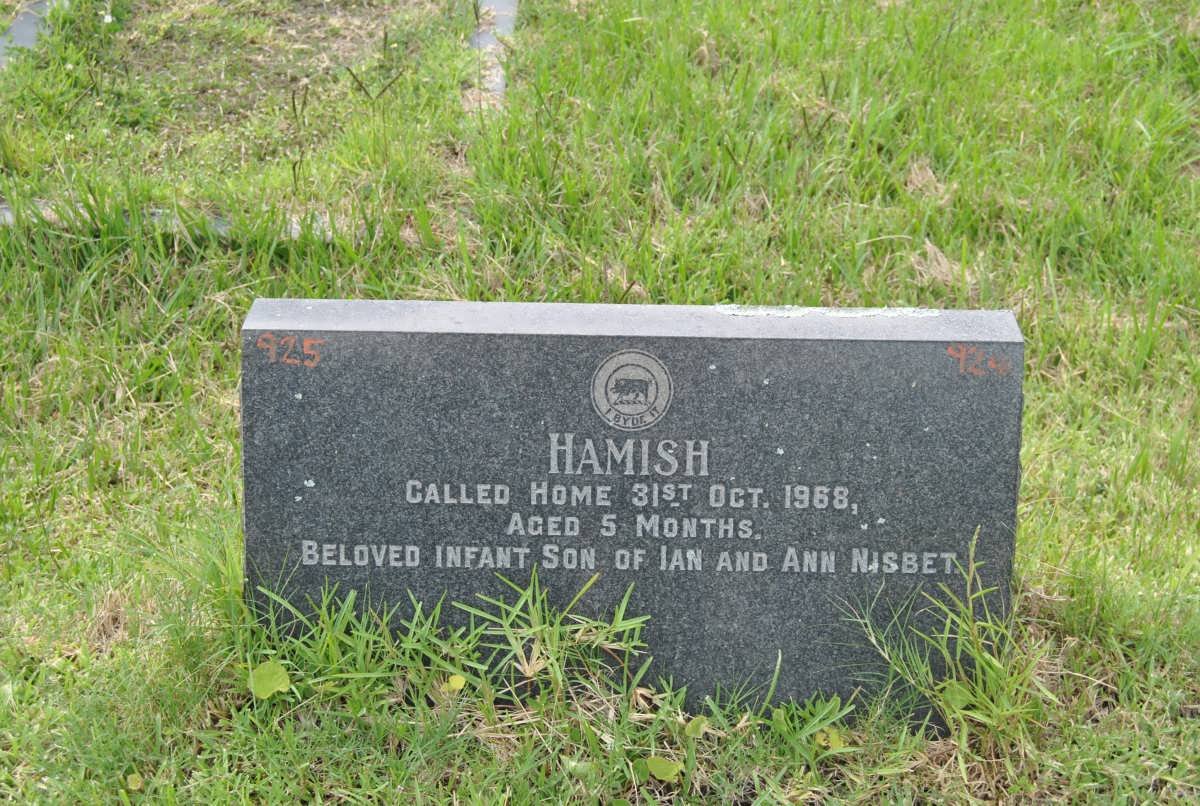 925
I BYDE IT
HAMISH
CALLED HOME 31ST OCT. 1968,
AGED 5 MONTHS.
BELOVED INFANT SON OF IAN AND ANN NISBET